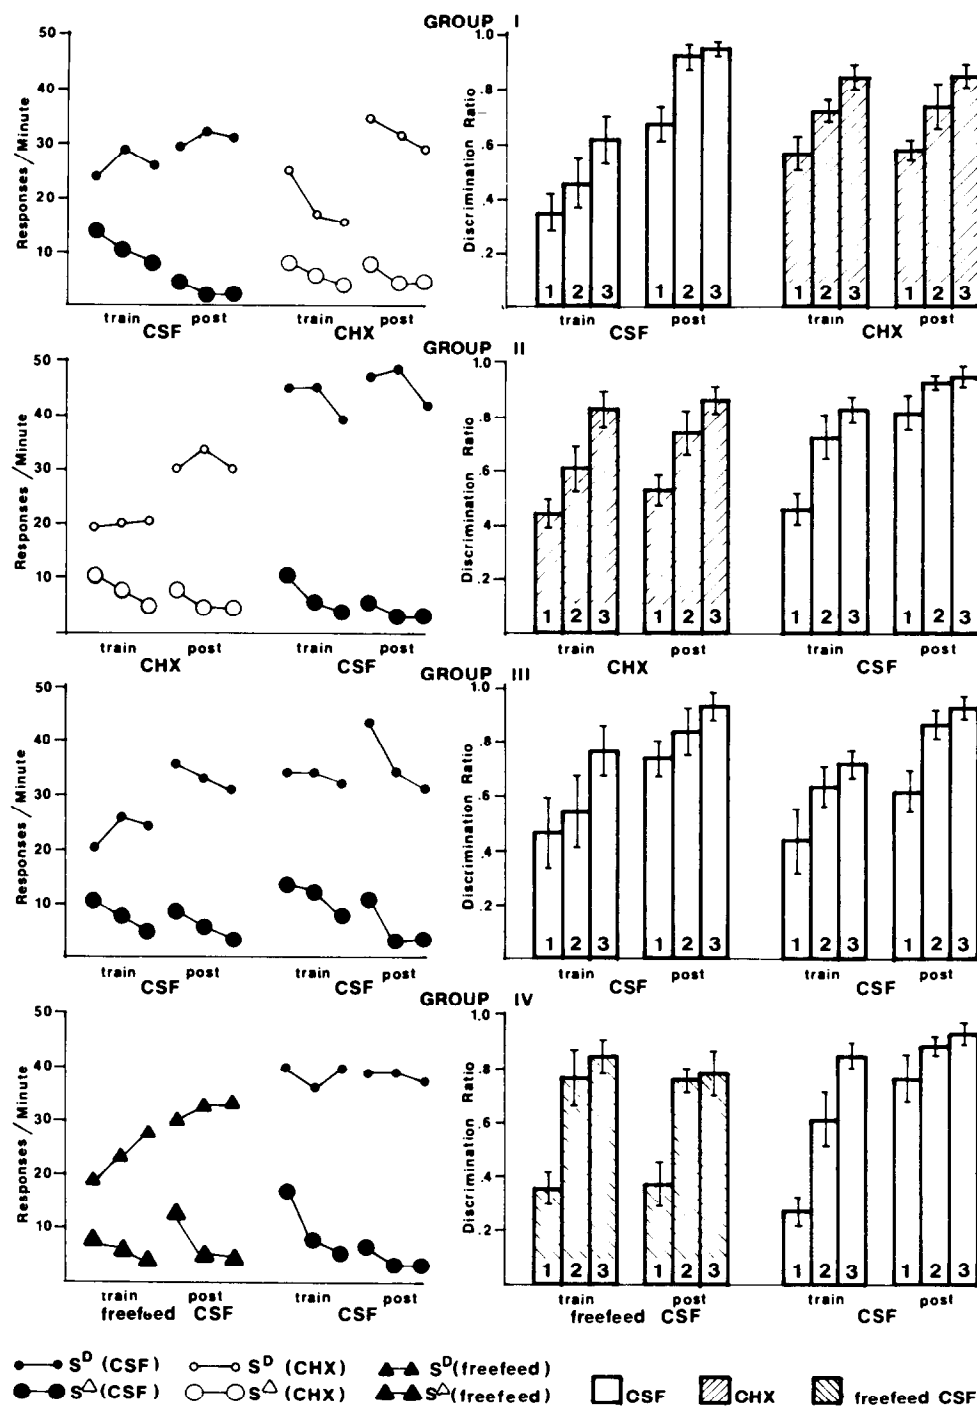 GROUP I
50
40
30
20
10
Responses/Minute
train post train post
CSF CHX
1.0
.8
.6
.4
.2
Discrimination Ratio
1 2 3 1 2 3 1 2 3 1 2 3
train post train post
CSF CHX
GROUP II
50
40
30
20
10
Responses/Minute
train post train post
CHX CSF
1.0
.8
.6
.4
.2
Discrimination Ratio
1 2 3 1 2 3 1 2 3 1 2 3
train post train post
CHX CSF
GROUP III
50
40
30
20
10
Responses/Minute
train post train post
CSF CSF
1.0
.8
.6
.4
.2
Discrimination Ratio
1 2 3 1 2 3 1 2 3 1 2 3
train post train post
CSF CSF
GROUP IV
50
40
30
20
10
Responses/Minute
train post train post
freefeed CSF CSF
1.0
.8
.6
.4
.2
Discrimination Ratio
1 2 3 1 2 3 1 2 3 1 2 3
train post train post
freefeed CSF CSF
S^D (CSF) S^D (CHX) S^D (freefeed)
S^Δ (CSF) S^Δ (CHX) S^Δ (freefeed) CSF CHX freefeed CSF